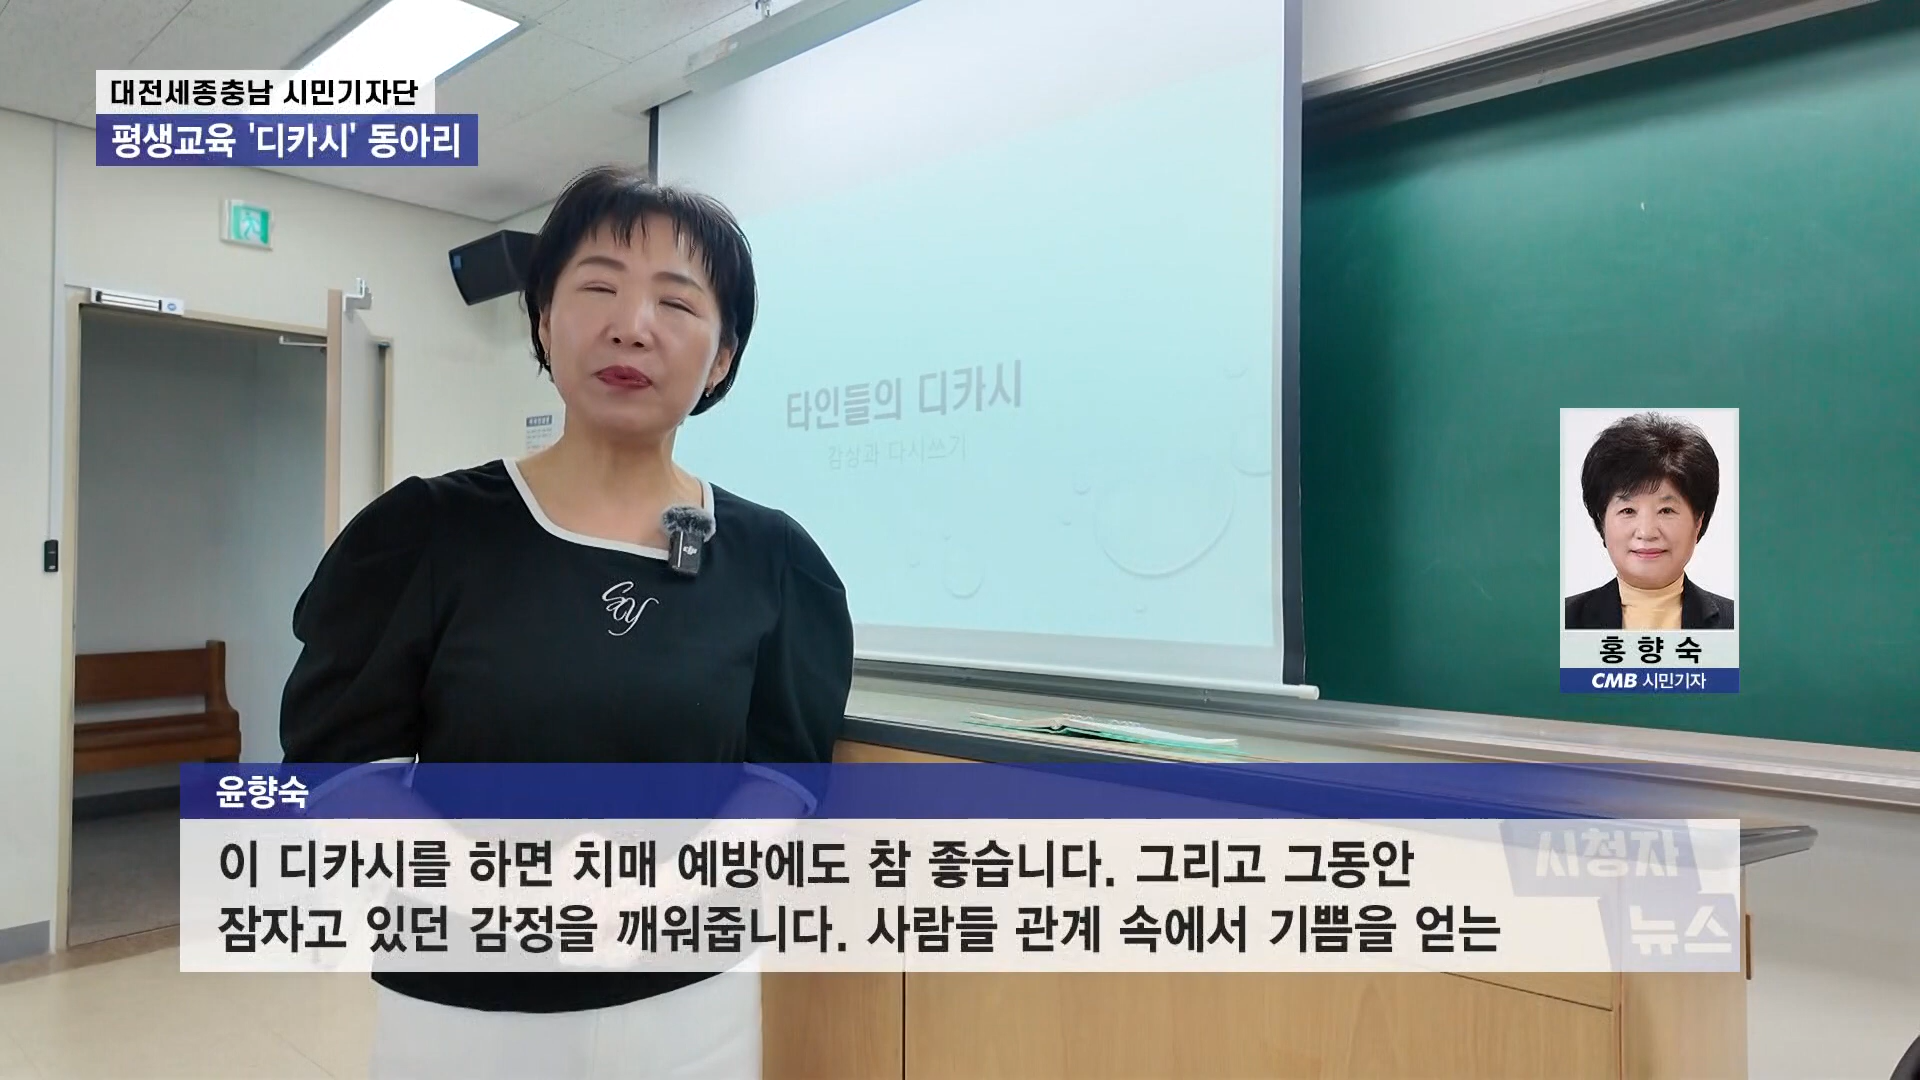 대전세종충남 시민기자단
평생교육 '디카시' 동아리
타인들의 디카시
감상과 다시쓰기
홍향숙
CMB 시민기자
윤향숙
이 디카시를 하면 치매 예방에도 참 좋습니다. 그리고 그동안
잠자고 있던 감정을 깨워줍니다. 사람들 관계 속에서 기쁨을 얻는
시청자
뉴스